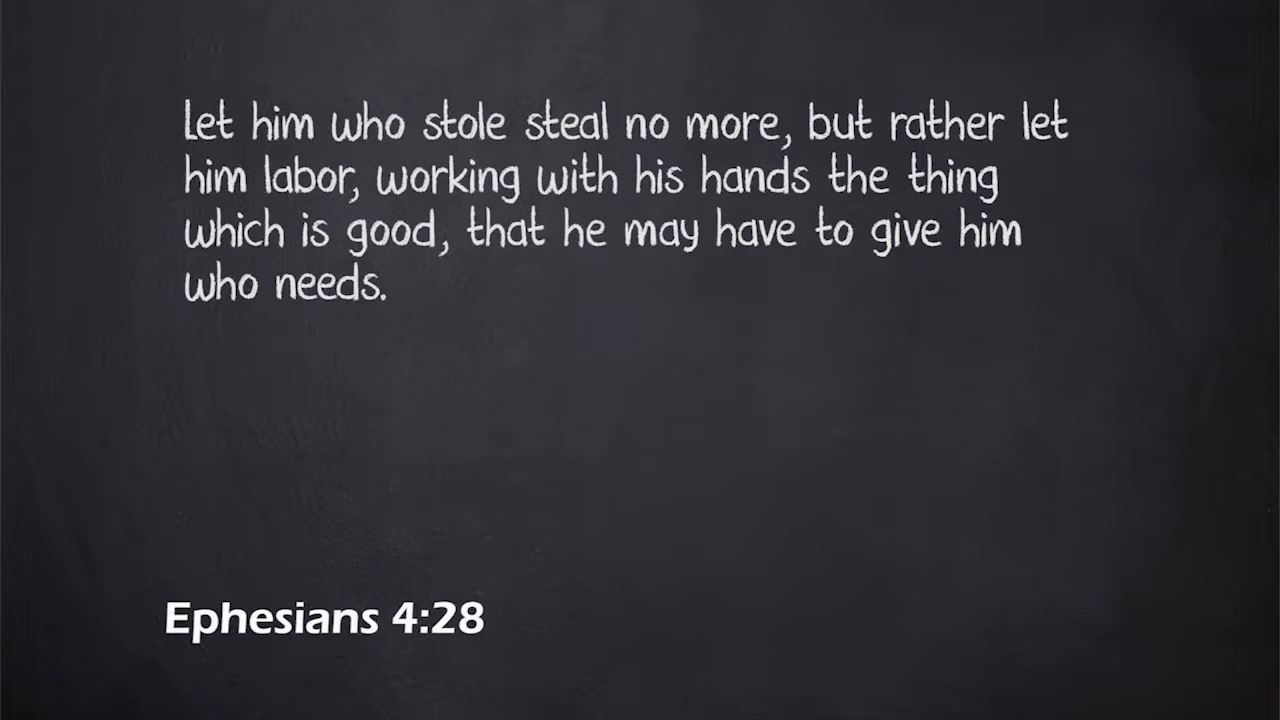 Let him who stole steal no more, but rather let
him labor, working with his hands the thing
which is good, that he may have to give him
who needs.
Ephesians 4:28